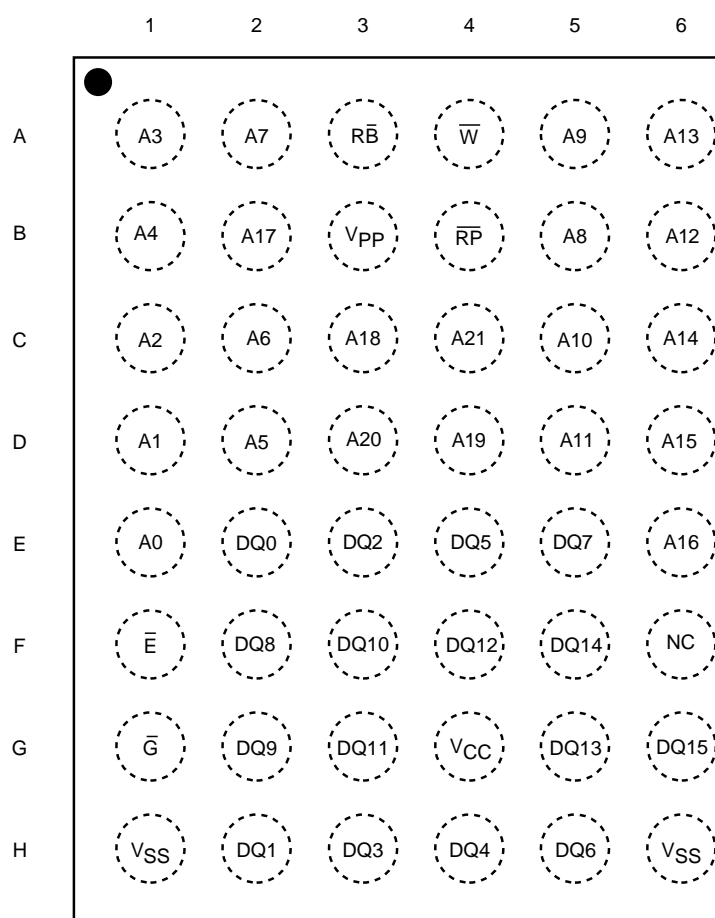 1 2 3 4 5 6
A A3 A7 RB̅ W̅ A9 A13
B A4 A17 VPP R̅P̅ A8 A12
C A2 A6 A18 A21 A10 A14
D A1 A5 A20 A19 A11 A15
E A0 DQ0 DQ2 DQ5 DQ7 A16
F E̅ DQ8 DQ10 DQ12 DQ14 NC
G G̅ DQ9 DQ11 VCC DQ13 DQ15
H VSS DQ1 DQ3 DQ4 DQ6 VSS